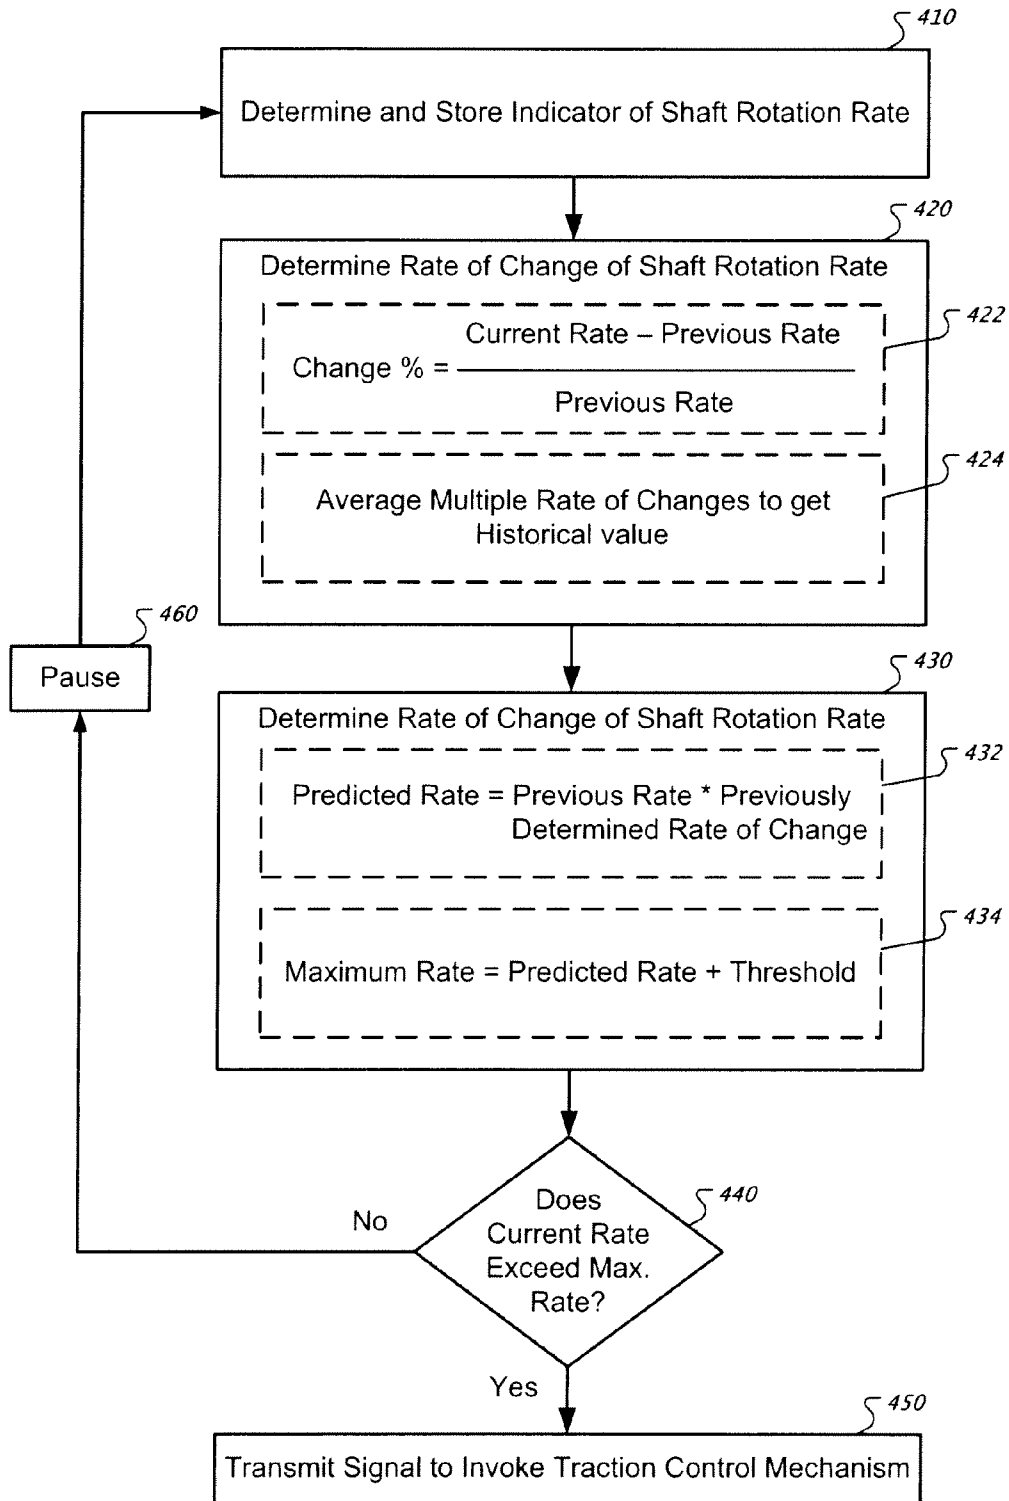 410
Determine and Store Indicator of Shaft Rotation Rate
420
Determine Rate of Change of Shaft Rotation Rate
422
Current Rate – Previous Rate
Change % =
Previous Rate
424
Average Multiple Rate of Changes to get
Historical value
460
Pause
430
Determine Rate of Change of Shaft Rotation Rate
432
Predicted Rate = Previous Rate * Previously
Determined Rate of Change
434
Maximum Rate = Predicted Rate + Threshold
440
Does
Current Rate
Exceed Max.
Rate?
No
Yes
450
Transmit Signal to Invoke Traction Control Mechanism